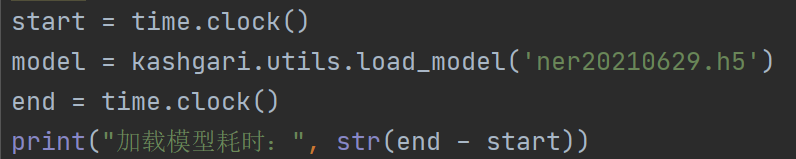 start = time.clock()
model = kashgari.utils.load_model('ner20210629.h5')
end = time.clock()
print("加载模型耗时：", str(end - start))